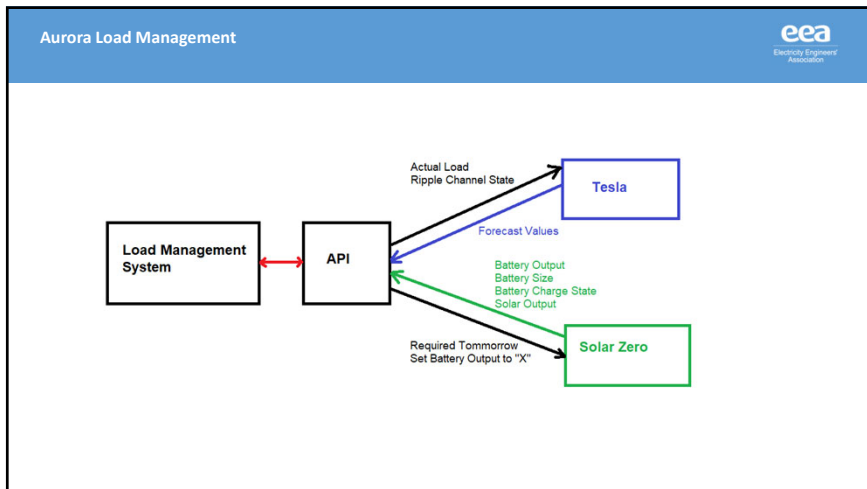 Aurora Load Management
eea
Electricity Engineers'
Association
Actual Load
Ripple Channel State
Tesla
Forecast Values
Load Management
System
API
Battery Output
Battery Size
Battery Charge State
Solar Output
Required Tommorrow
Set Battery Output to "X"
Solar Zero